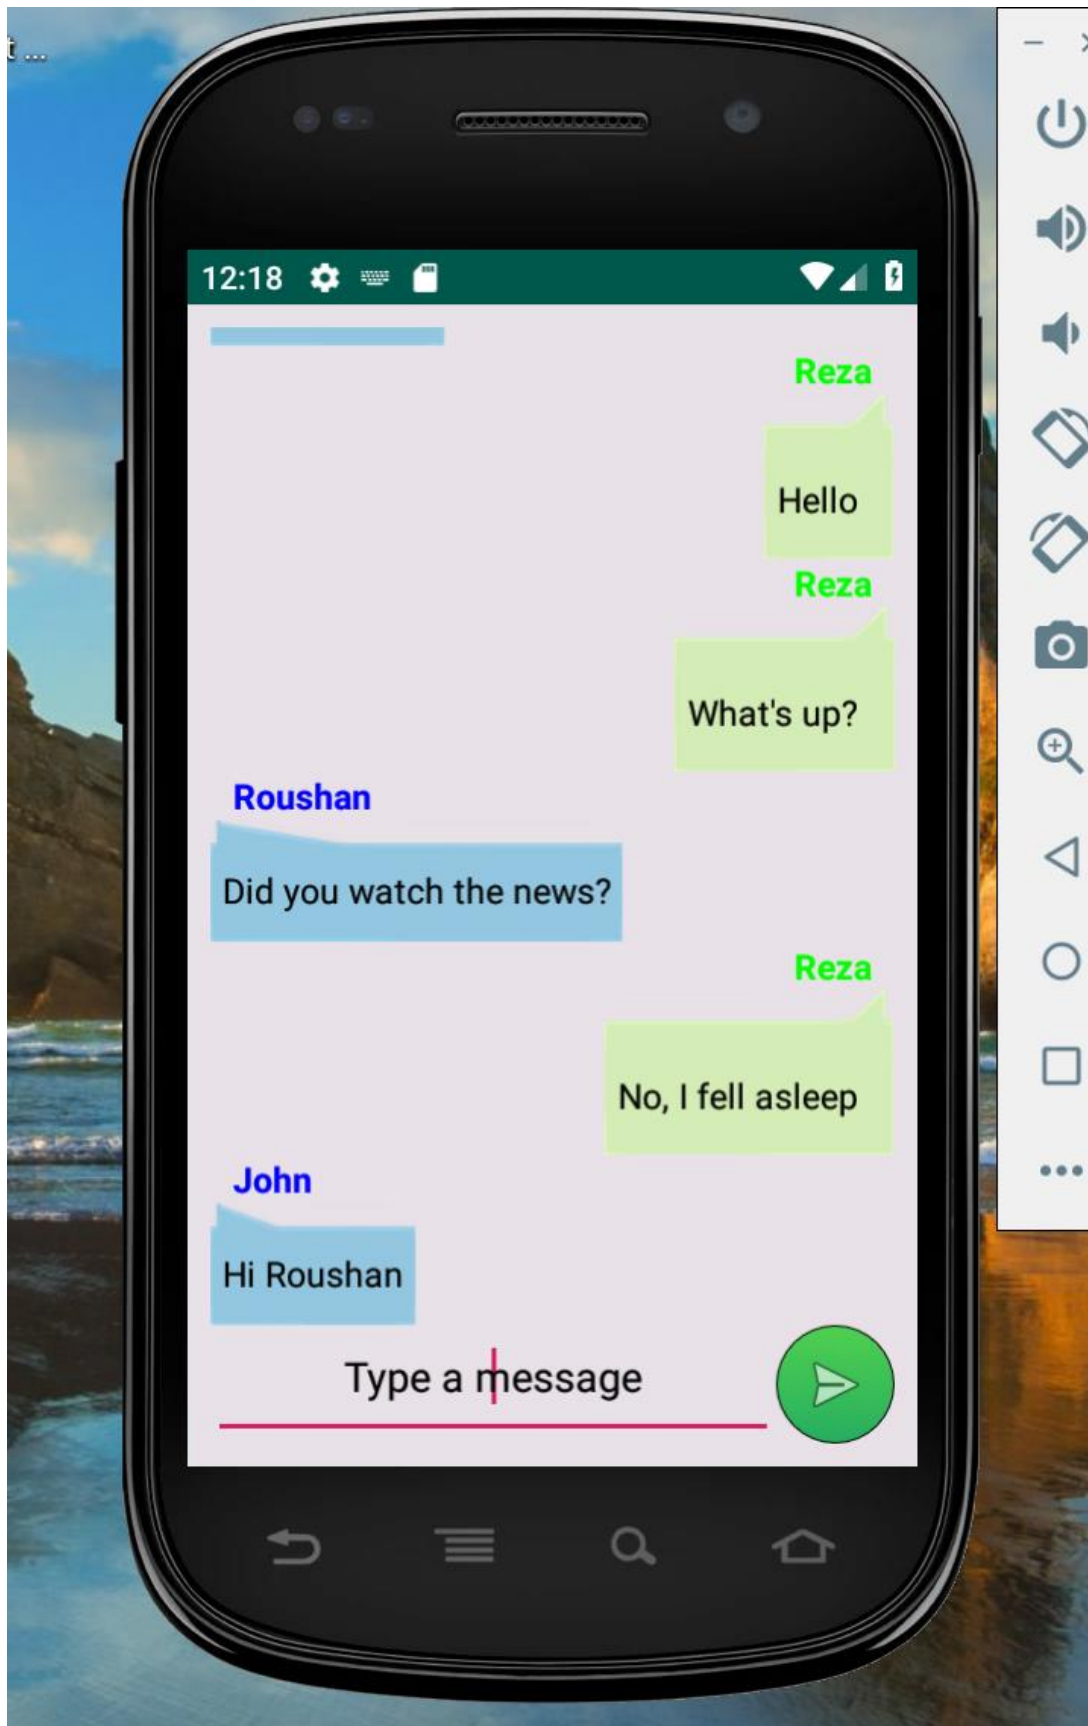 t ...
12:18
Reza
Hello
Reza
What's up?
Roushan
Did you watch the news?
Reza
No, I fell asleep
John
Hi Roushan
Type a message